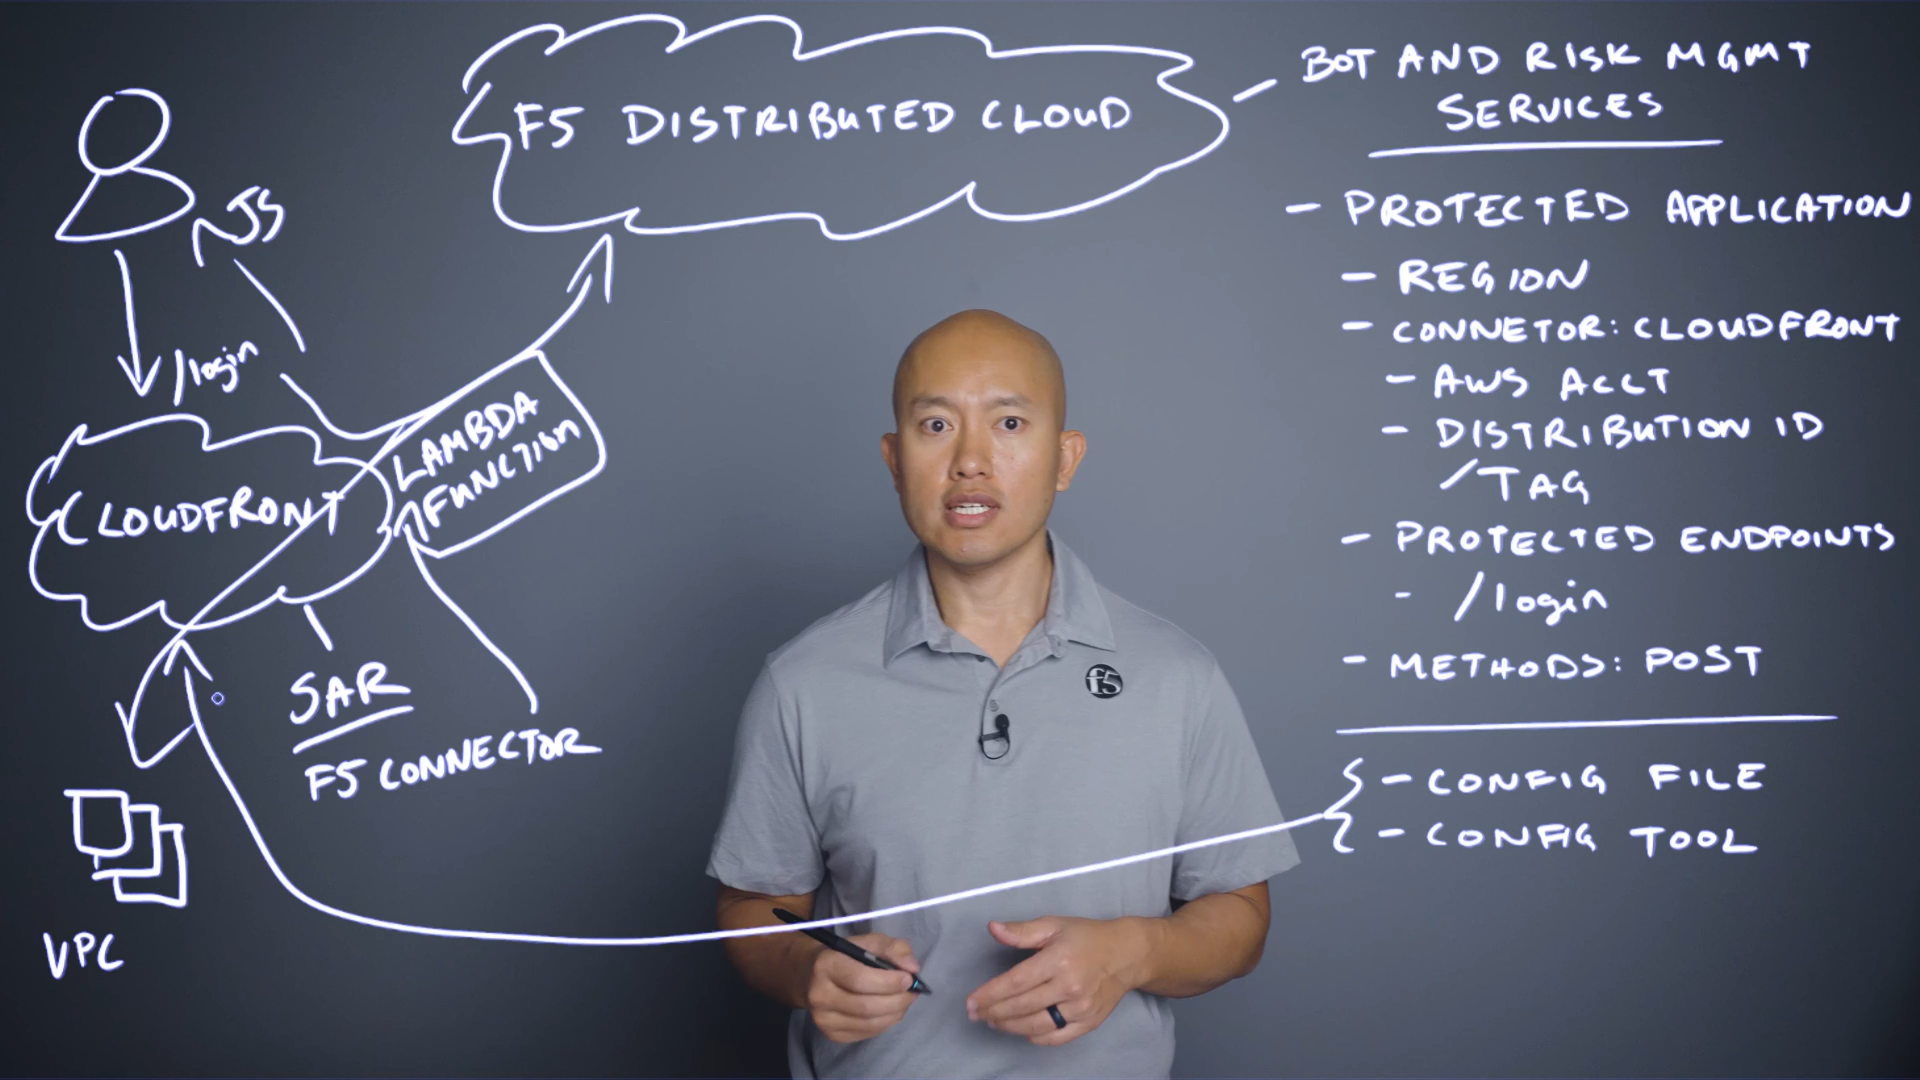 F5 DISTRIBUTED CLOUD
BOT AND RISK MGMT
SERVICES
- PROTECTED APPLICATION
- REGION
- CONNETOR: CLOUDFRONT
- AWS ACCT
- DISTRIBUTION ID
/TAG
- PROTECTED ENDPOINTS
- /login
- METHODS: POST
- CONFIG FILE
- CONFIG TOOL
JS
/login
CLOUDFRONT
LAMBDA
FUNCTION
SAR
F5 CONNECTOR
VPC
f5